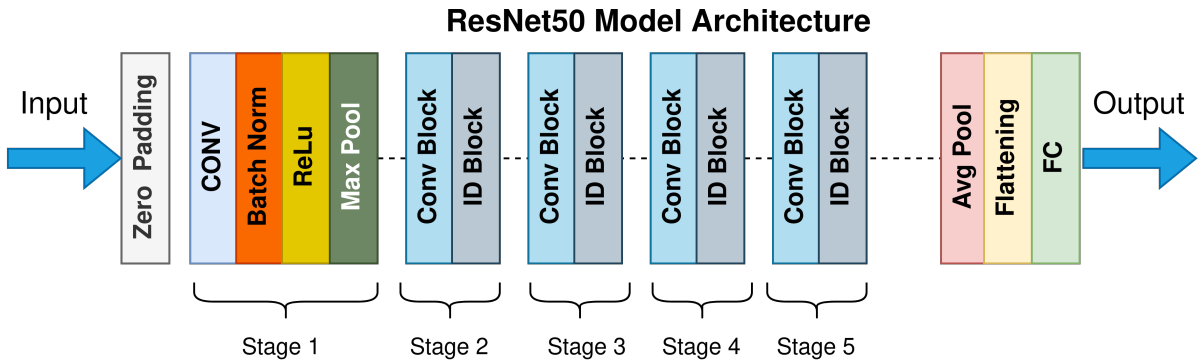 ResNet50 Model Architecture
Input
Zero Padding
CONV
Batch Norm
ReLu
Max Pool
Conv Block
ID Block
Conv Block
ID Block
Conv Block
ID Block
Conv Block
ID Block
Avg Pool
Flattening
FC
Output
Stage 1
Stage 2
Stage 3
Stage 4
Stage 5